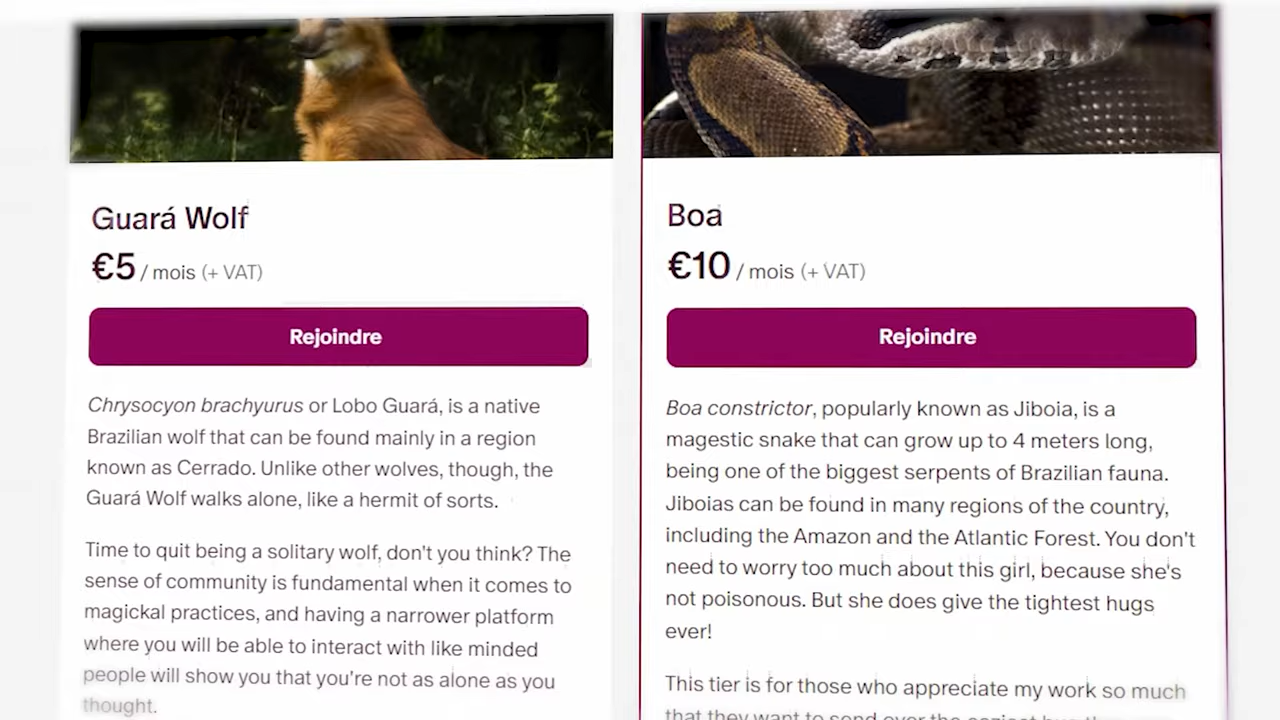 Guará Wolf
€5 / mois (+ VAT)
Rejoindre
Chrysocyon brachyurus or Lobo Guará, is a native
Brazilian wolf that can be found mainly in a region
known as Cerrado. Unlike other wolves, though, the
Guará Wolf walks alone, like a hermit of sorts.
Time to quit being a solitary wolf, don't you think? The
sense of community is fundamental when it comes to
magickal practices, and having a narrower platform
where you will be able to interact with like minded
people will show you that you're not as alone as you
thought.
Boa
€10 / mois (+ VAT)
Rejoindre
Boa constrictor, popularly known as Jiboia, is a
magestic snake that can grow up to 4 meters long,
being one of the biggest serpents of Brazilian fauna.
Jiboias can be found in many regions of the country,
including the Amazon and the Atlantic Forest. You don't
need to worry too much about this girl, because she's
not poisonous. But she does give the tightest hugs
ever!
This tier is for those who appreciate my work so much
that they want to send over the